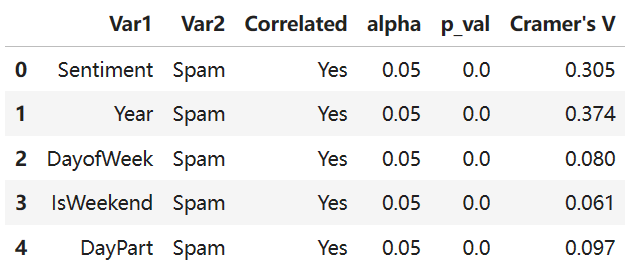 Var1 Var2 Correlated alpha p_val Cramer's V
0 Sentiment Spam Yes 0.05 0.0 0.305
1 Year Spam Yes 0.05 0.0 0.374
2 DayofWeek Spam Yes 0.05 0.0 0.080
3 IsWeekend Spam Yes 0.05 0.0 0.061
4 DayPart Spam Yes 0.05 0.0 0.097